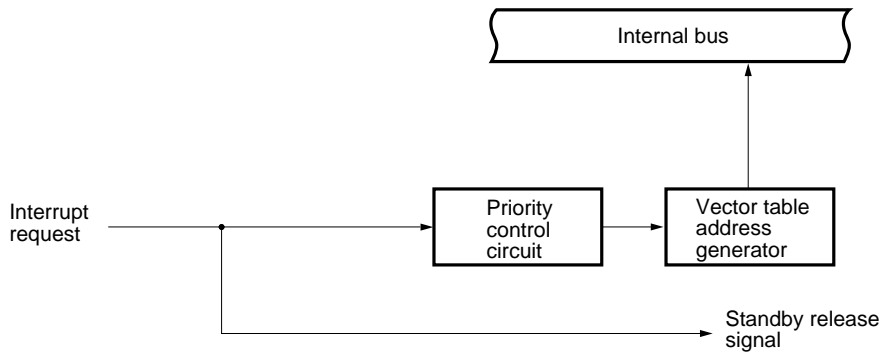 Internal bus
Interrupt
request
Priority
control
circuit
Vector table
address
generator
Standby release
signal